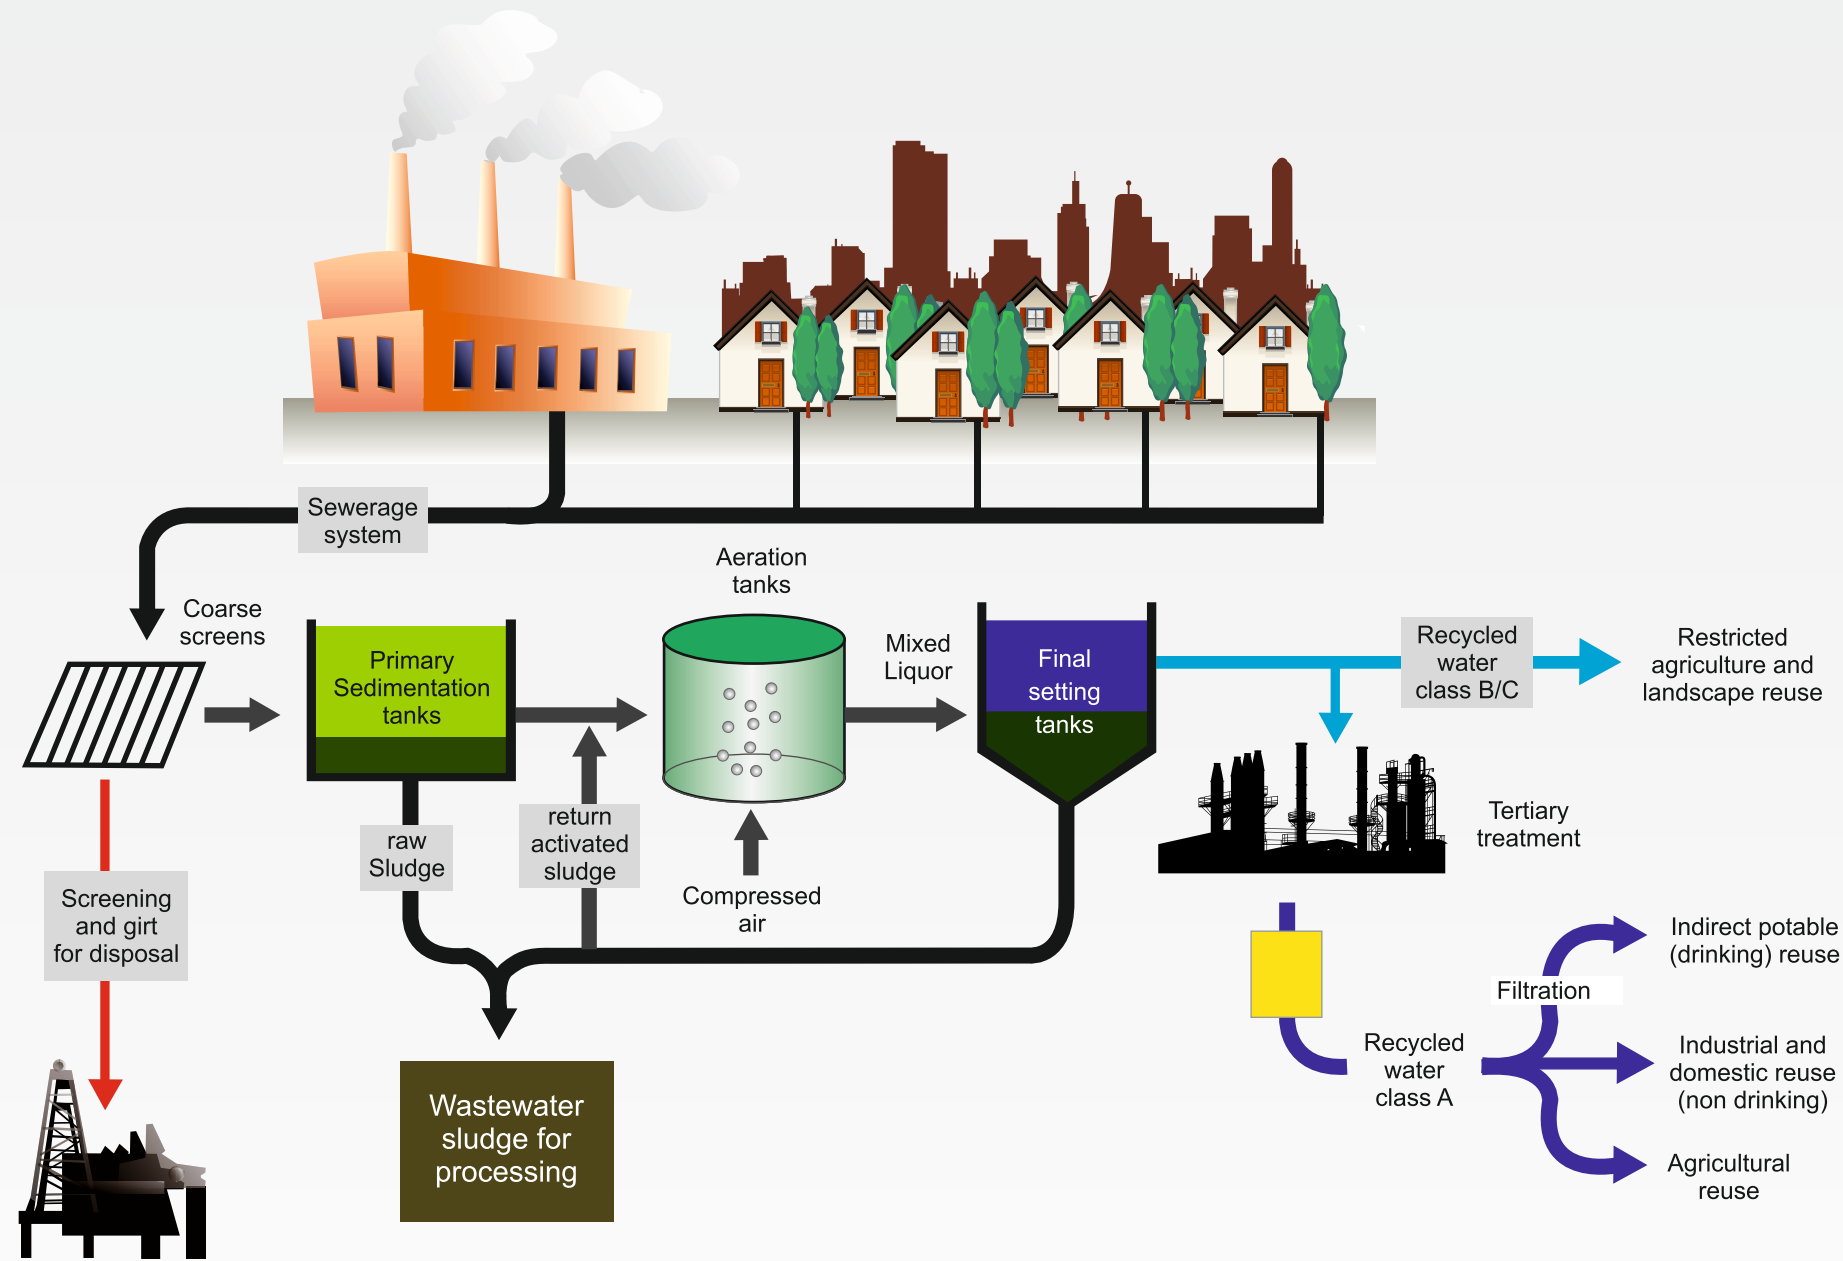 Sewerage
system
Coarse
screens
Primary
Sedimentation
tanks
Aeration
tanks
Mixed
Liquor
Final
setting
tanks
Recycled
water
class B/C
Restricted
agriculture and
landscape reuse
Screening
and girt
for disposal
raw
Sludge
return
activated
sludge
Compressed
air
Tertiary
treatment
Wastewater
sludge for
processing
Recycled
water
class A
Filtration
Indirect potable
(drinking) reuse
Industrial and
domestic reuse
(non drinking)
Agricultural
reuse